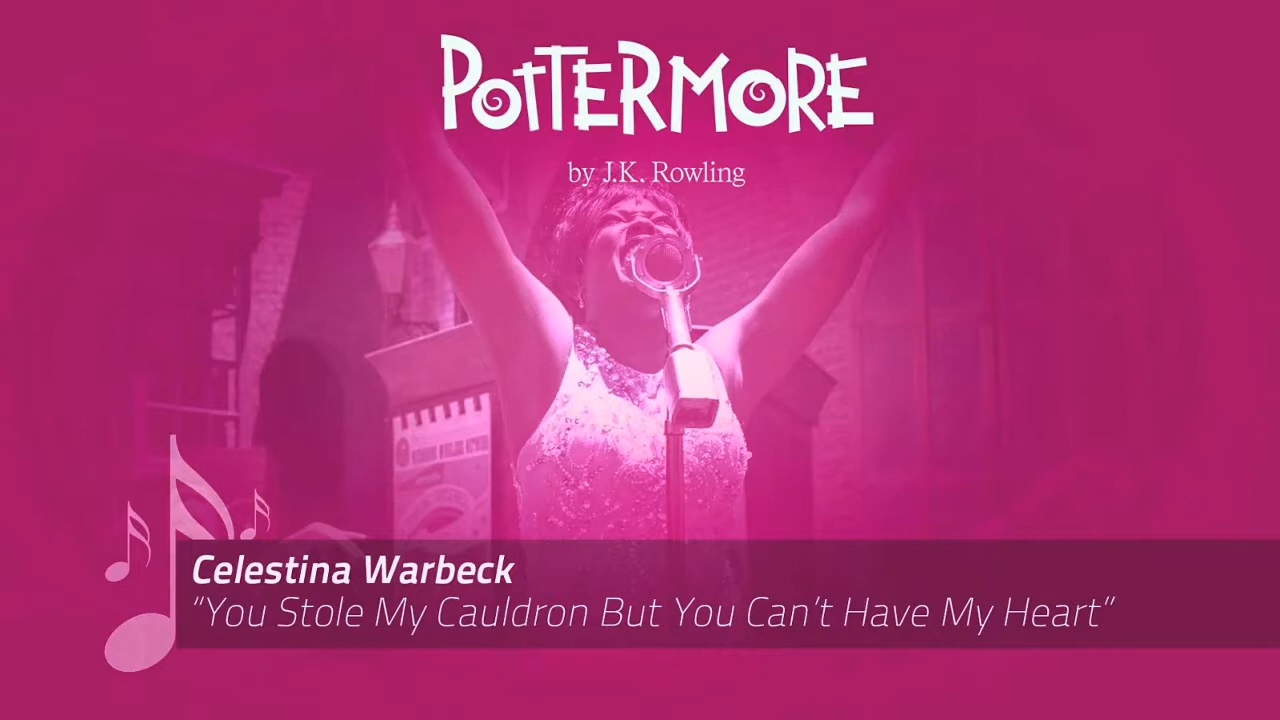 POTTERMORE
by J.K. Rowling
Celestina Warbeck
“You Stole My Cauldron But You Can’t Have My Heart”